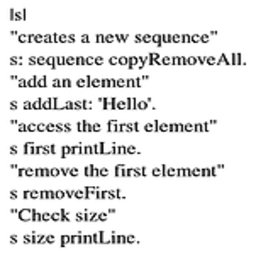 |s|
"creates a new sequence"
s: sequence copyRemoveAll.
"add an element"
s addLast: 'Hello'.
"access the first element"
s first printLine.
"remove the first element"
s removeFirst.
"Check size"
s size printLine.